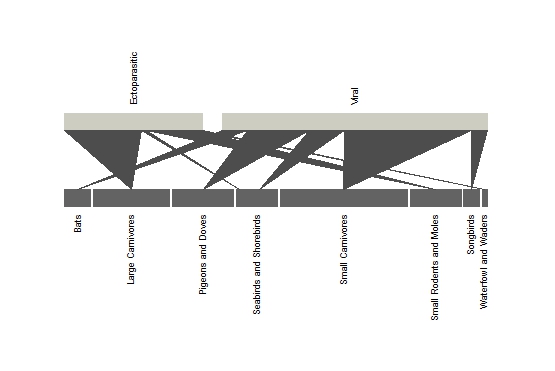 Bats
Large Carnivores
Ectoparasitic
Pigeons and Doves
Seabirds and Shorebirds
Small Carnivores
Viral
Small Rodents and Moles
Songbirds
Waterfowl and Waders